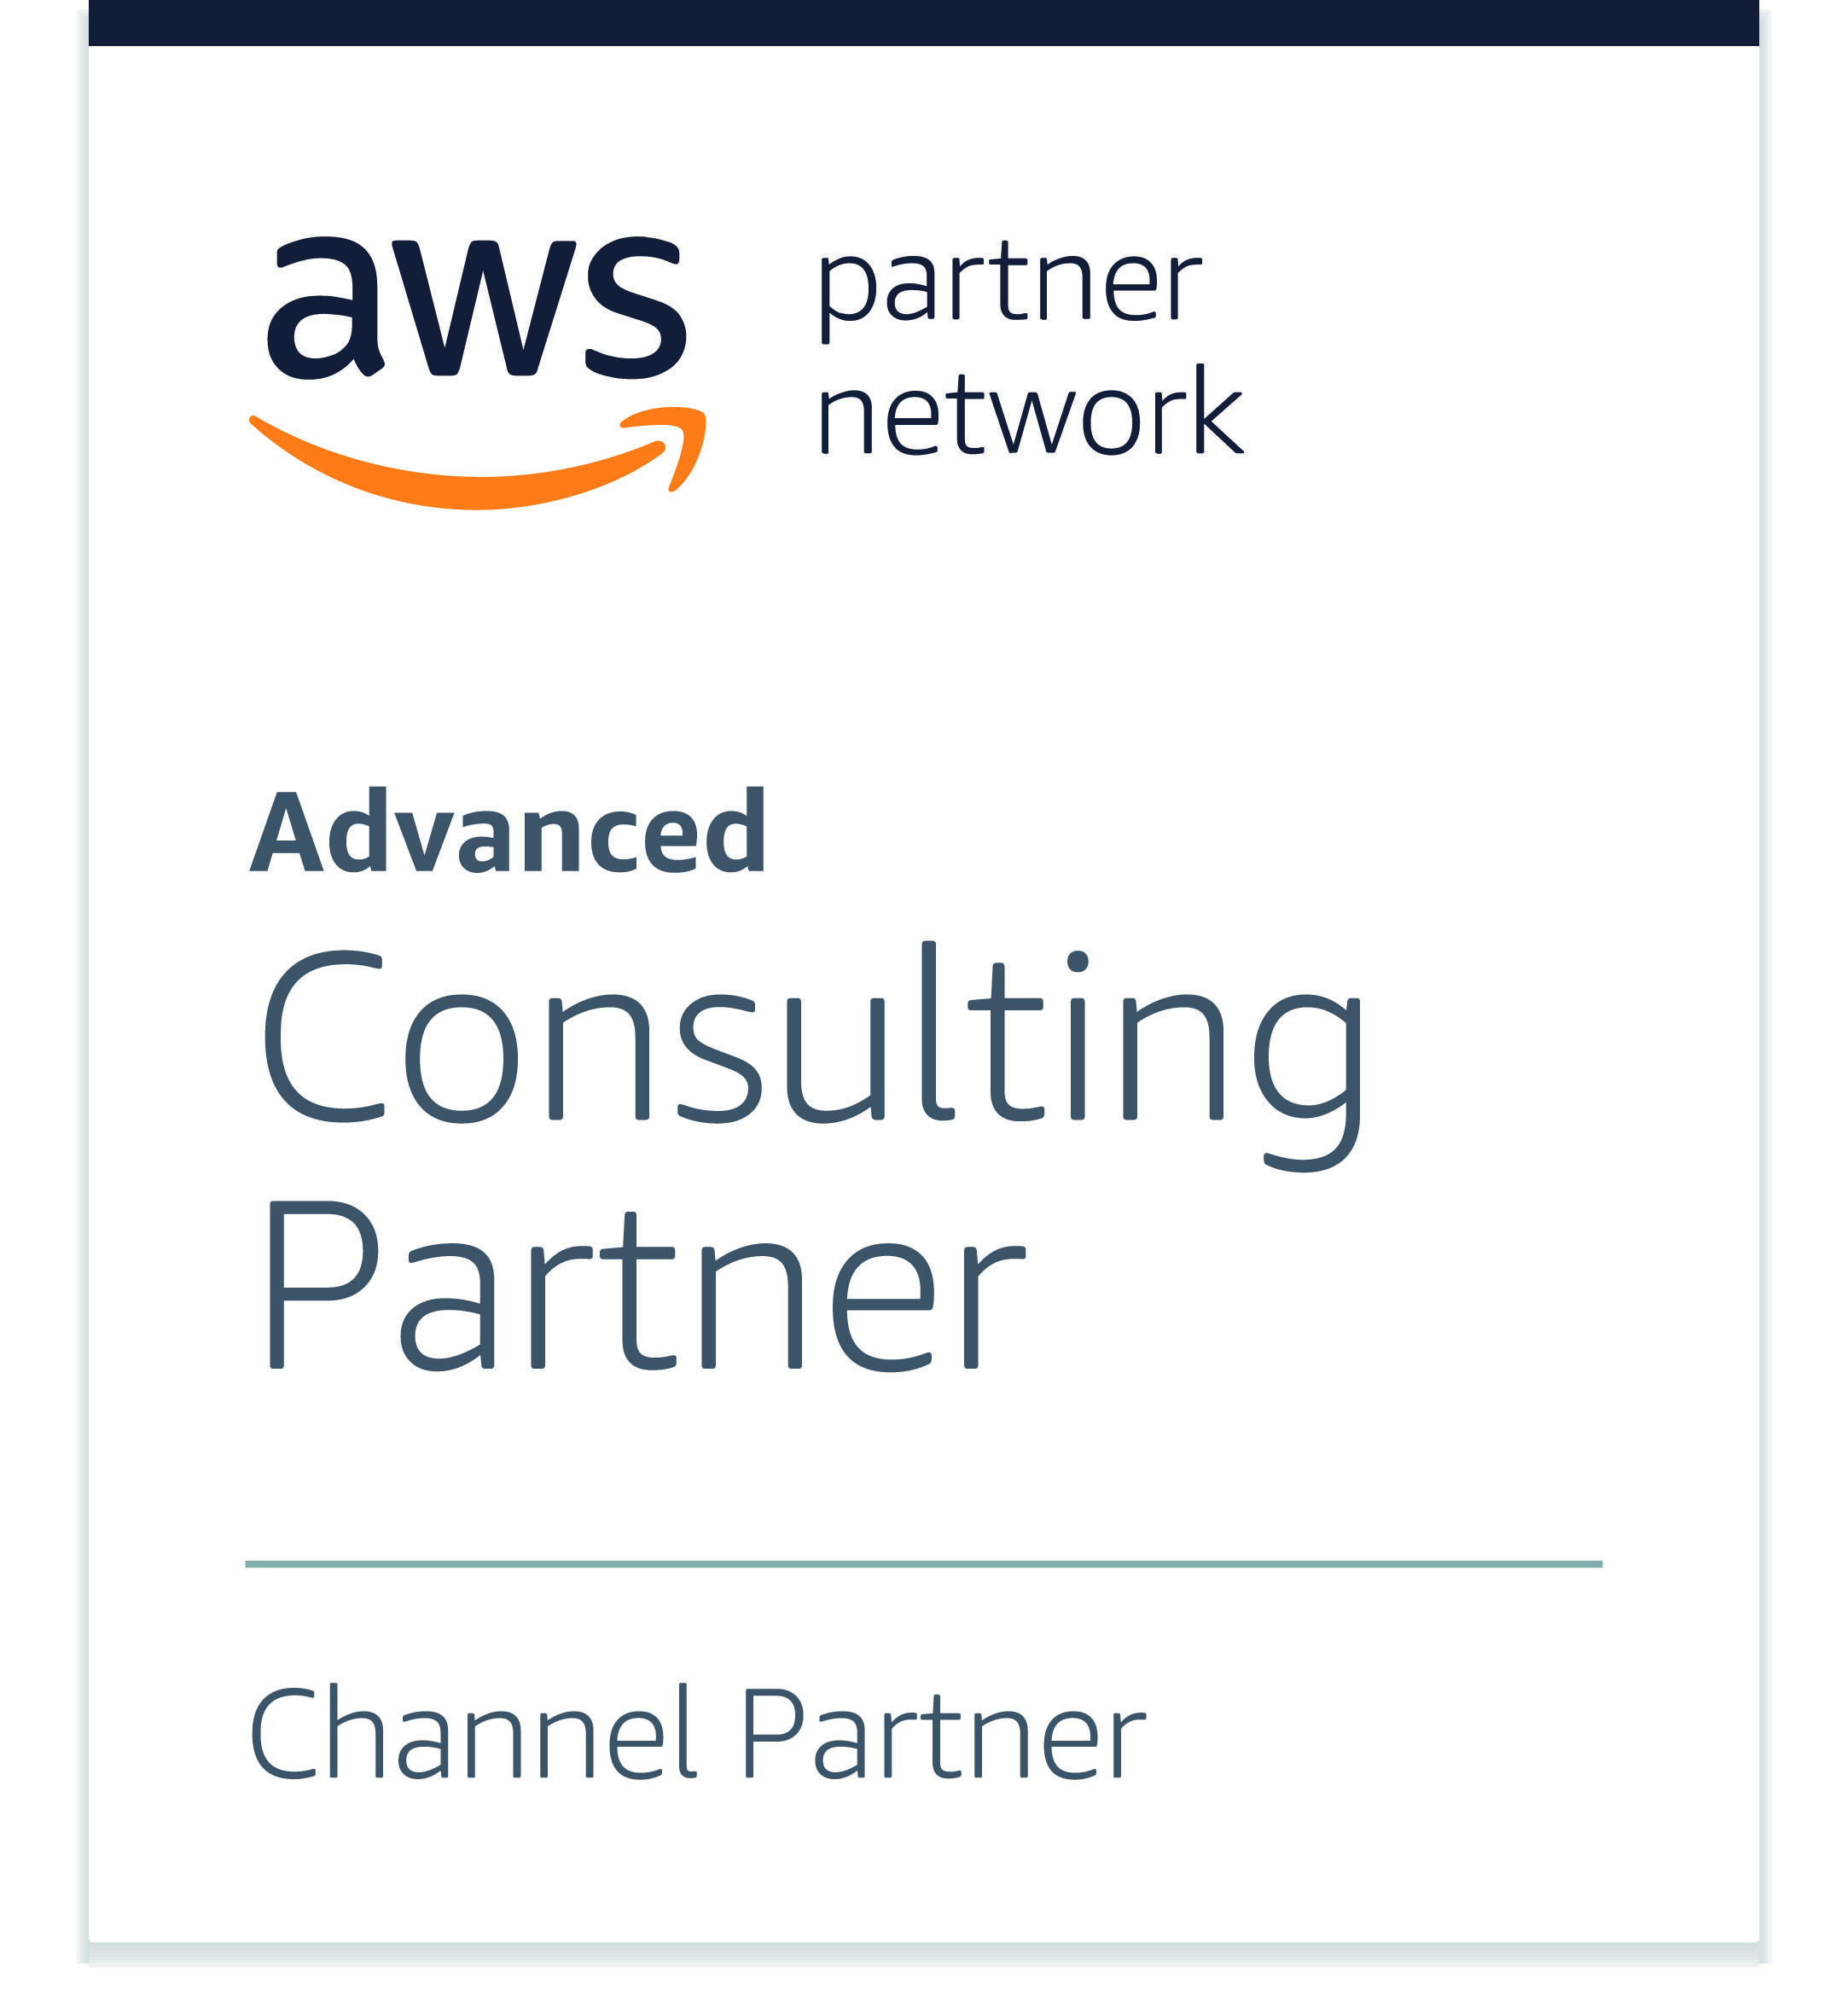 aws partner
network
Advanced
Consulting
Partner
Channel Partner